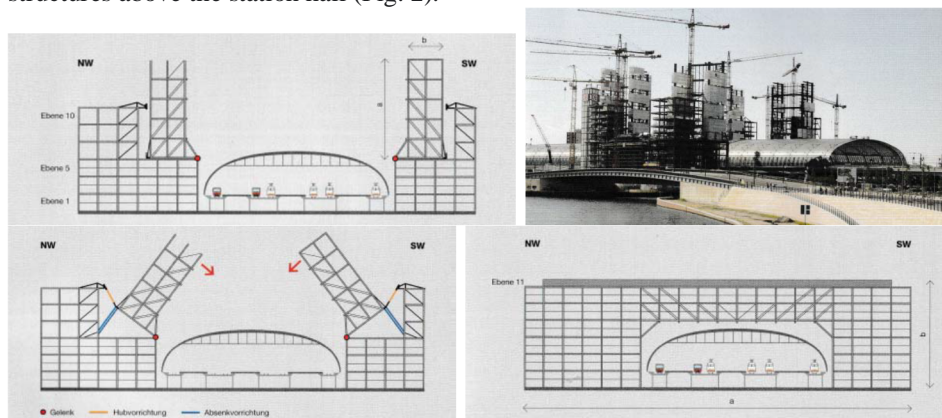 structures above the station hall (Fig. 2).
b
NW
SW
a
Ebene 10
Ebene 5
Ebene 1
NW
SW
NW
SW
Ebene 11
b
a
Gelenk
Hubvorrichtung
Absenkvorrichtung